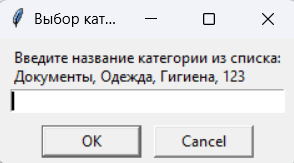 Выбор кат...
Введите название категории из списка:
Документы, Одежда, Гигиена, 123
OK
Cancel